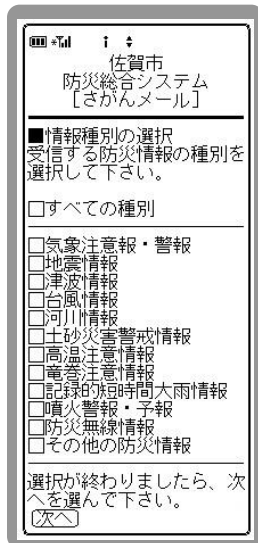 佐賀市
防災総合システム
[さがんメール]
■情報種別の選択
受信する防災情報の種別を
選択して下さい。
□すべての種別
□気象注意報・警報
□地震情報
□津波情報
□台風情報
□河川情報
□土砂災害警戒情報
□高温注意情報
□竜巻注意情報
□記録的短時間大雨情報
□噴火警報・予報
□防災無線情報
□その他の防災情報
選択が終わりましたら、次
へを選んで下さい。
次へ